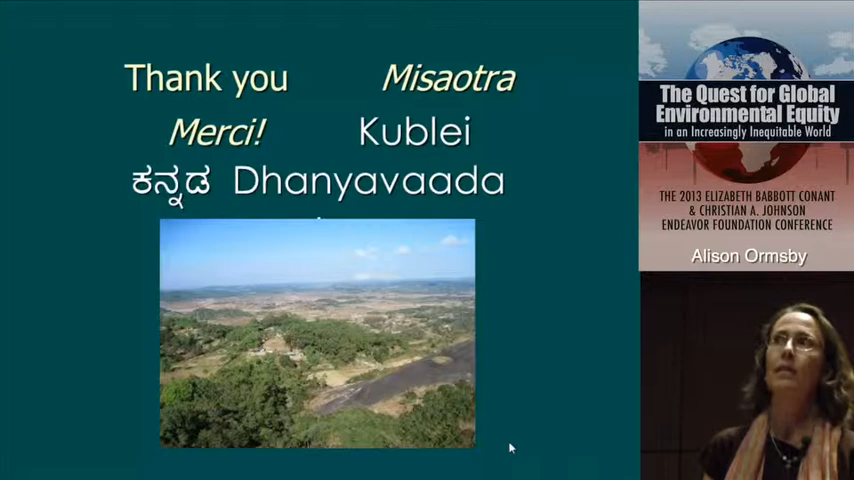 Thank you Misaotra
Merci! Kublei
ಕನ್ನಡ Dhanyavaada
The Quest for Global
Environmental Equity
in an Increasingly Inequitable World
THE 2013 ELIZABETH BABBOTT CONANT
& CHRISTIAN A. JOHNSON
ENDEAVOR FOUNDATION CONFERENCE
Alison Ormsby